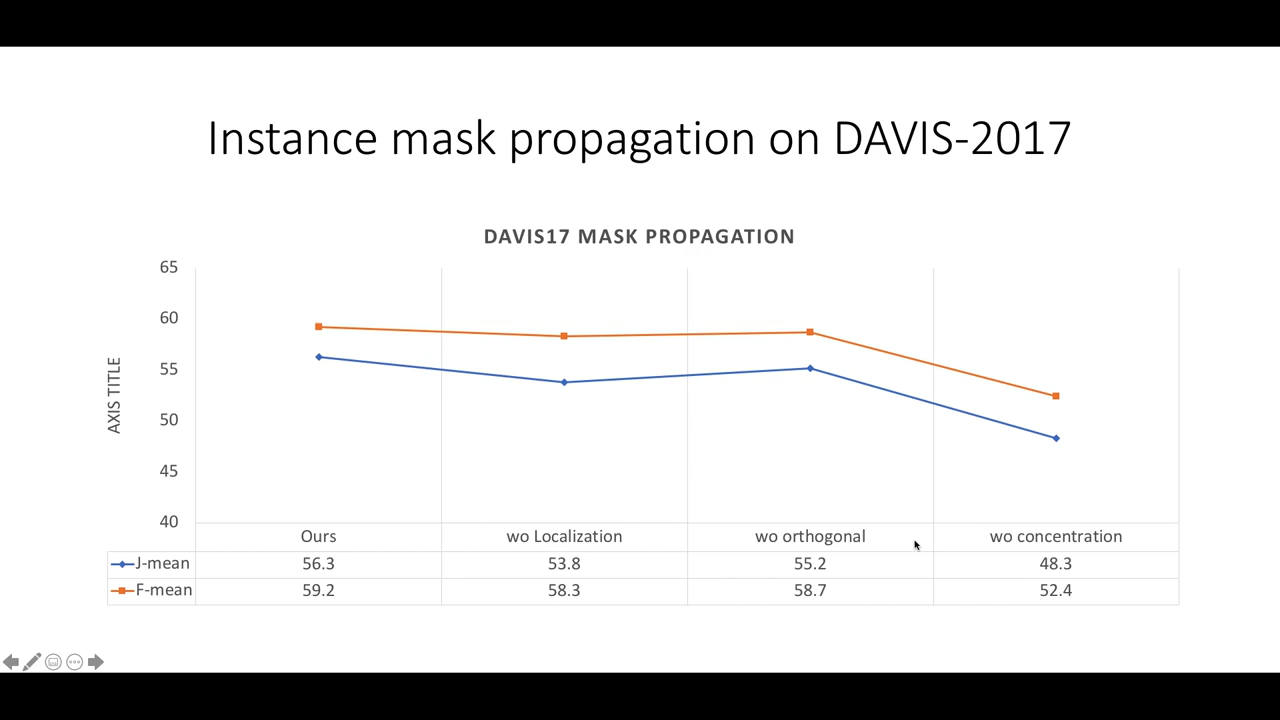 Instance mask propagation on DAVIS-2017
DAVIS17 MASK PROPAGATION
65
60
55
50
45
40
AXIS TITLE
Ours wo Localization wo orthogonal wo concentration
J-mean 56.3 53.8 55.2 48.3
F-mean 59.2 58.3 58.7 52.4